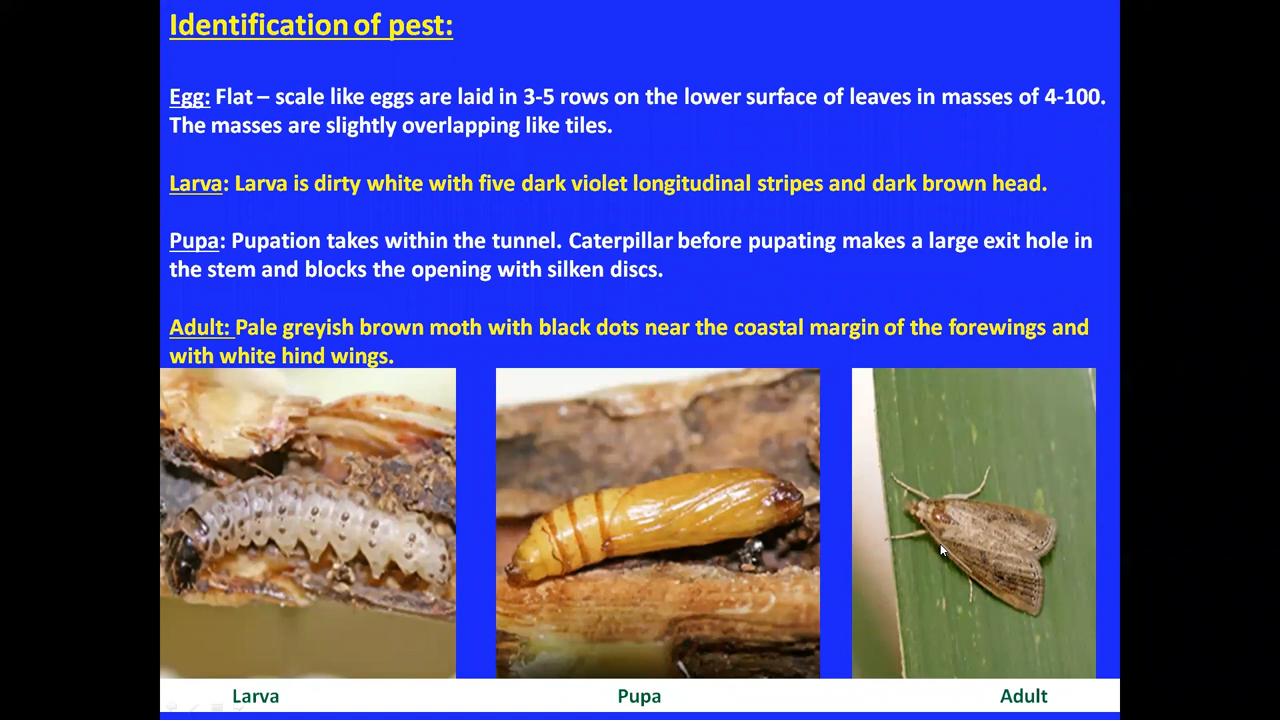 Identification of pest:
Egg: Flat – scale like eggs are laid in 3-5 rows on the lower surface of leaves in masses of 4-100.
The masses are slightly overlapping like tiles.
Larva: Larva is dirty white with five dark violet longitudinal stripes and dark brown head.
Pupa: Pupation takes within the tunnel. Caterpillar before pupating makes a large exit hole in
the stem and blocks the opening with silken discs.
Adult: Pale greyish brown moth with black dots near the coastal margin of the forewings and
with white hind wings.
Larva Pupa Adult